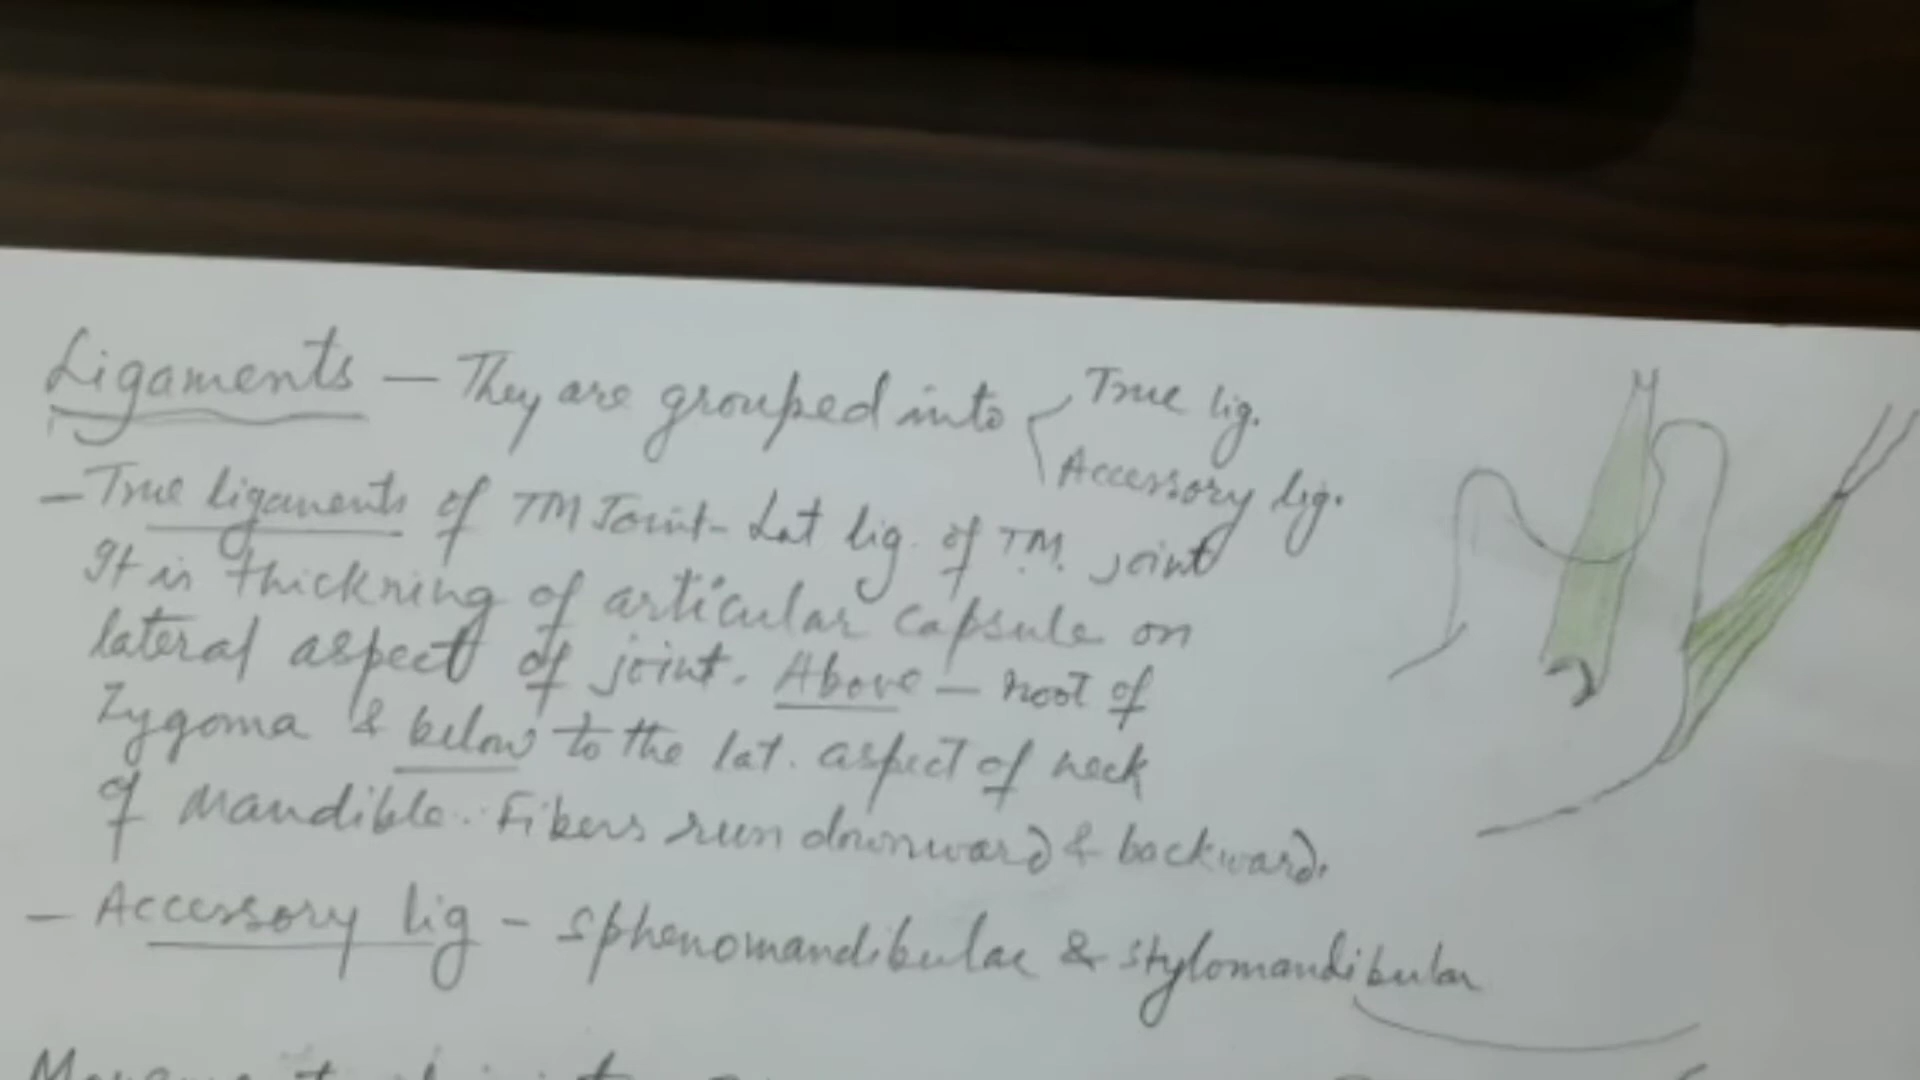 Ligaments — They are grouped into True lig.
Accessory lig.
— True ligaments of TM Joint - Lat lig. of T.M. joint
It is thickning of articular capsule on
lateral aspect of joint. Above — root of
Zygoma & below to the lat. aspect of neck
of mandible. Fibers run downward & backward.
— Accessory lig - Sphenomandibular & stylomandibular